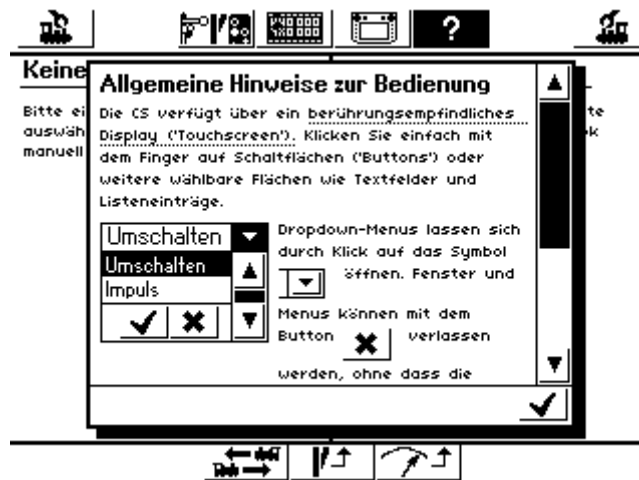 ?
Keine
Bitte ei
te
auswäh
ok
manuell
Allgemeine Hinweise zur Bedienung
Die CS verfügt über ein berührungsempfindliches
Display ("Touchscreen"). Klicken Sie einfach mit
dem Finger auf Schaltflächen ("Buttons") oder
weitere wählbare Flächen wie Textfelder und
Listeneinträge.
Umschalten
Umschalten
Impuls
Dropdown-Menus lassen sich
durch Klick auf das Symbol
öffnen. Fenster und
Menus können mit dem
Button verlassen
werden, ohne dass die